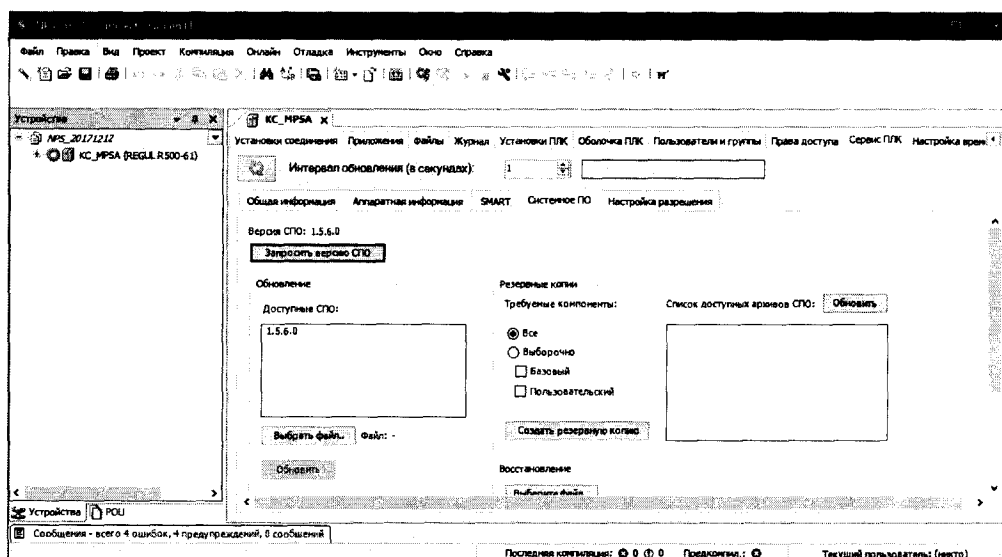 Файл Правка Вид Проект Компиляция Онлайн Отладка Инструменты Окно Справка
Устройства
NPS_20171212
KC_MPSA (REGUL R500-61)
KC_MPSA x
Установки соединения Приложения Файлы Журнал Установки ПЛК Оболочка ПЛК Пользователи и группы Права доступа Сервис ПЛК Настройка врем
Интервал обновления (в секундах): 1
Общая информация Аппаратная информация SMART Системное ПО Настройка разрешения
Версия СПО: 1.5.6.0
Запросить версию СПО
Обновление
Доступные СПО:
1.5.6.0
Выбрать файл.. Файл: -
Обновить
Резервные копии
Требуемые компоненты:
Все
Выборочно
Базовый
Пользовательский
Создать резервную копию
Список доступных архивов СПО: Обновить
Восстановление
Выберите файл
Устройства POU
Сообщения - всего 4 ошибок, 4 предупреждений, 8 сообщений
Последняя компиляция: 0 0 Предкомпил.: Текущий пользователь: (никто)